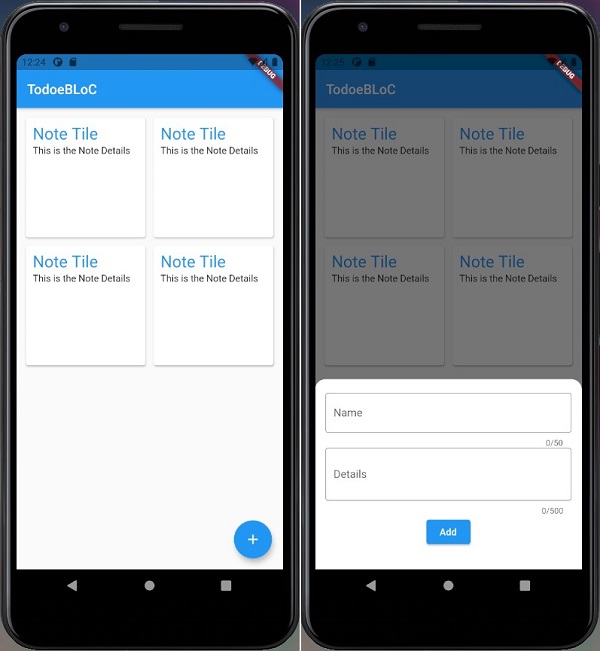 12:24
DEBUG
TodoeBLoC
Note Tile
This is the Note Details
Note Tile
This is the Note Details
Note Tile
This is the Note Details
Note Tile
This is the Note Details
12:25
DEBUG
TodoeBLoC
Note Tile
This is the Note Details
Note Tile
This is the Note Details
Note Tile
This is the Note Details
Note Tile
This is the Note Details
Name
0/50
Details
0/500
Add